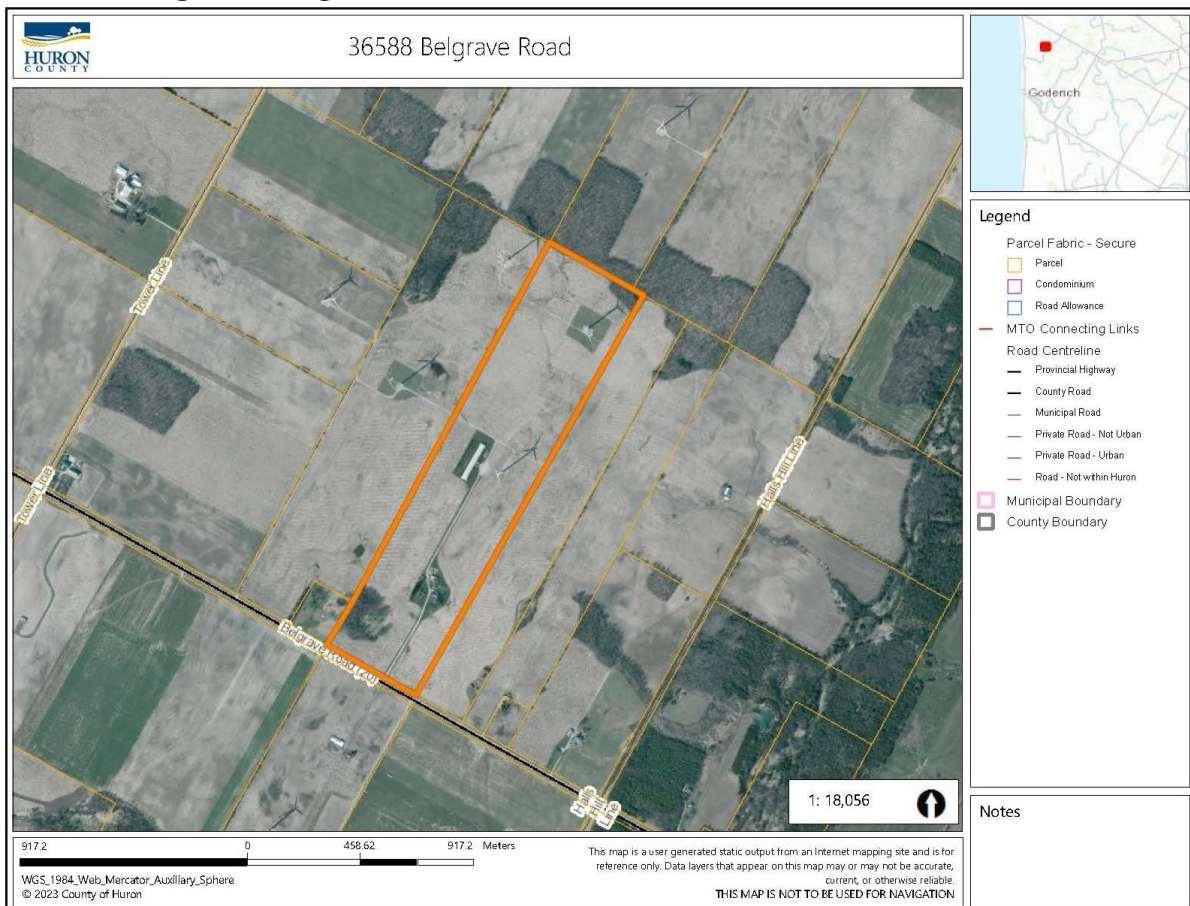 HURON
COUNTY
36588 Belgrave Road
Goderich
Tower Line
Tower Line
Halls Hill Line
Belgrave Road (20)
Halls
Hill
Line
1: 18,056
Legend
Parcel Fabric - Secure
Parcel
Condominium
Road Allowance
MTO Connecting Links
Road Centreline
Provincial Highway
County Road
Municipal Road
Private Road - Not Urban
Private Road - Urban
Road - Not within Huron
Municipal Boundary
County Boundary
Notes
917.2 0 458.62 917.2 Meters
WGS_1984_Web_Mercator_Auxiliary_Sphere
© 2023 County of Huron
This map is a user generated static output from an Internet mapping site and is for
reference only. Data layers that appear on this map may or may not be accurate,
current, or otherwise reliable.
THIS MAP IS NOT TO BE USED FOR NAVIGATION